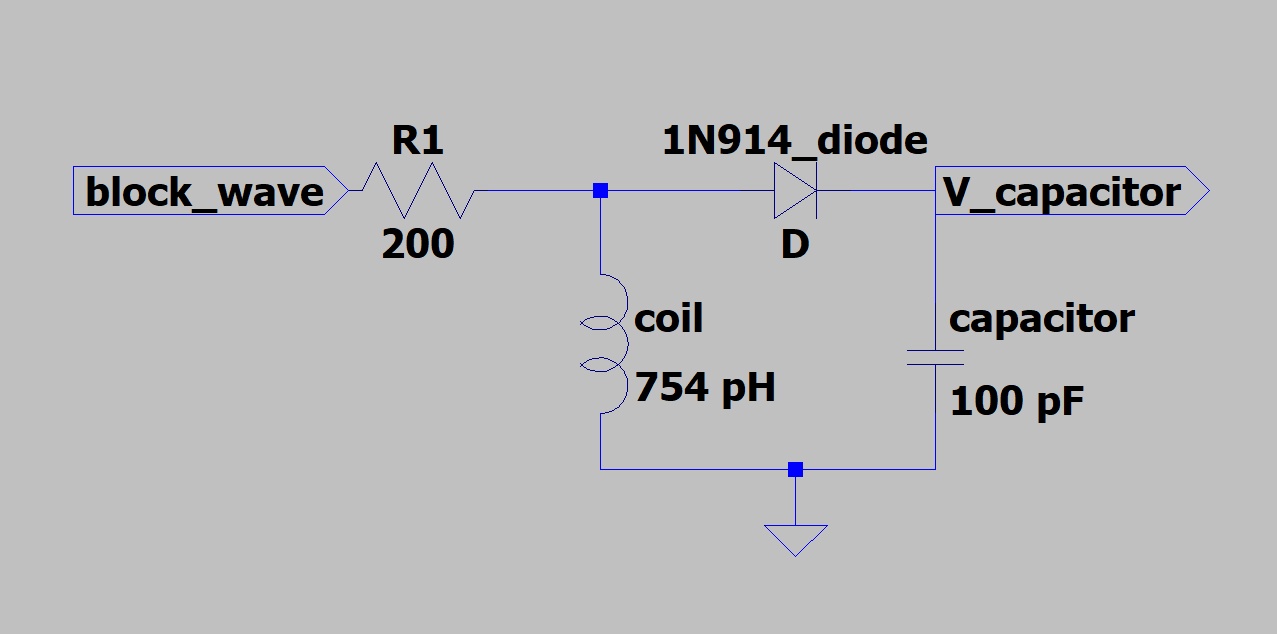 R1
1N914_diode
block_wave
V_capacitor
200
D
coil
capacitor
754 pH
100 pF